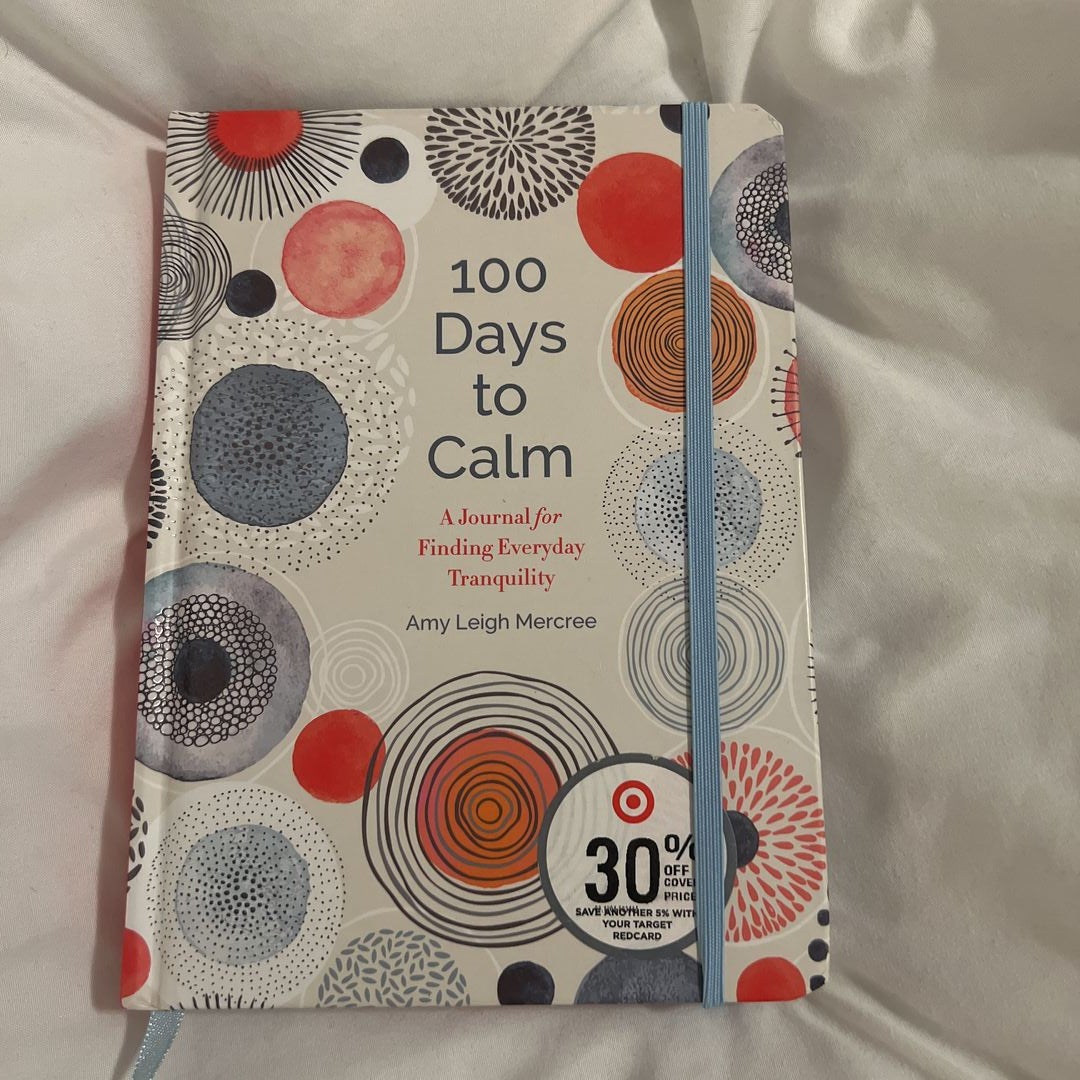 100
Days
to
Calm
A Journal for
Finding Everyday
Tranquility
Amy Leigh Mercree
30%
OFF
COVER
PRICE
SAVE ANOTHER 5% WITH
YOUR TARGET
REDCARD